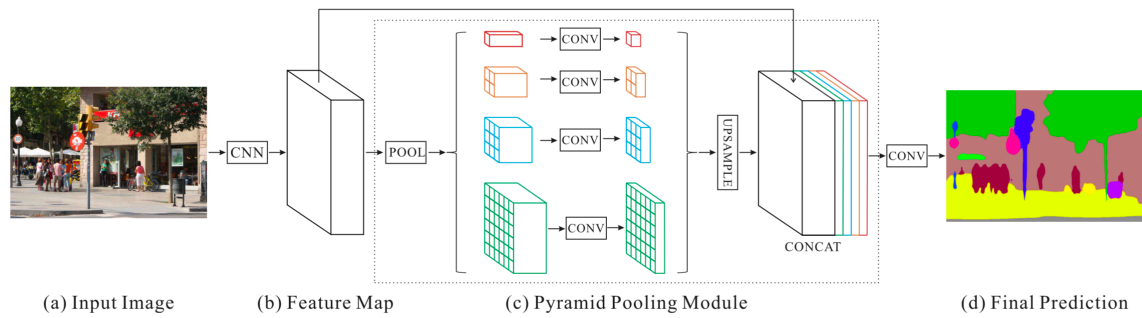 CNN
POOL
CONV
CONV
CONV
CONV
UPSAMPLE
CONCAT
CONV
(a) Input Image
(b) Feature Map
(c) Pyramid Pooling Module
(d) Final Prediction